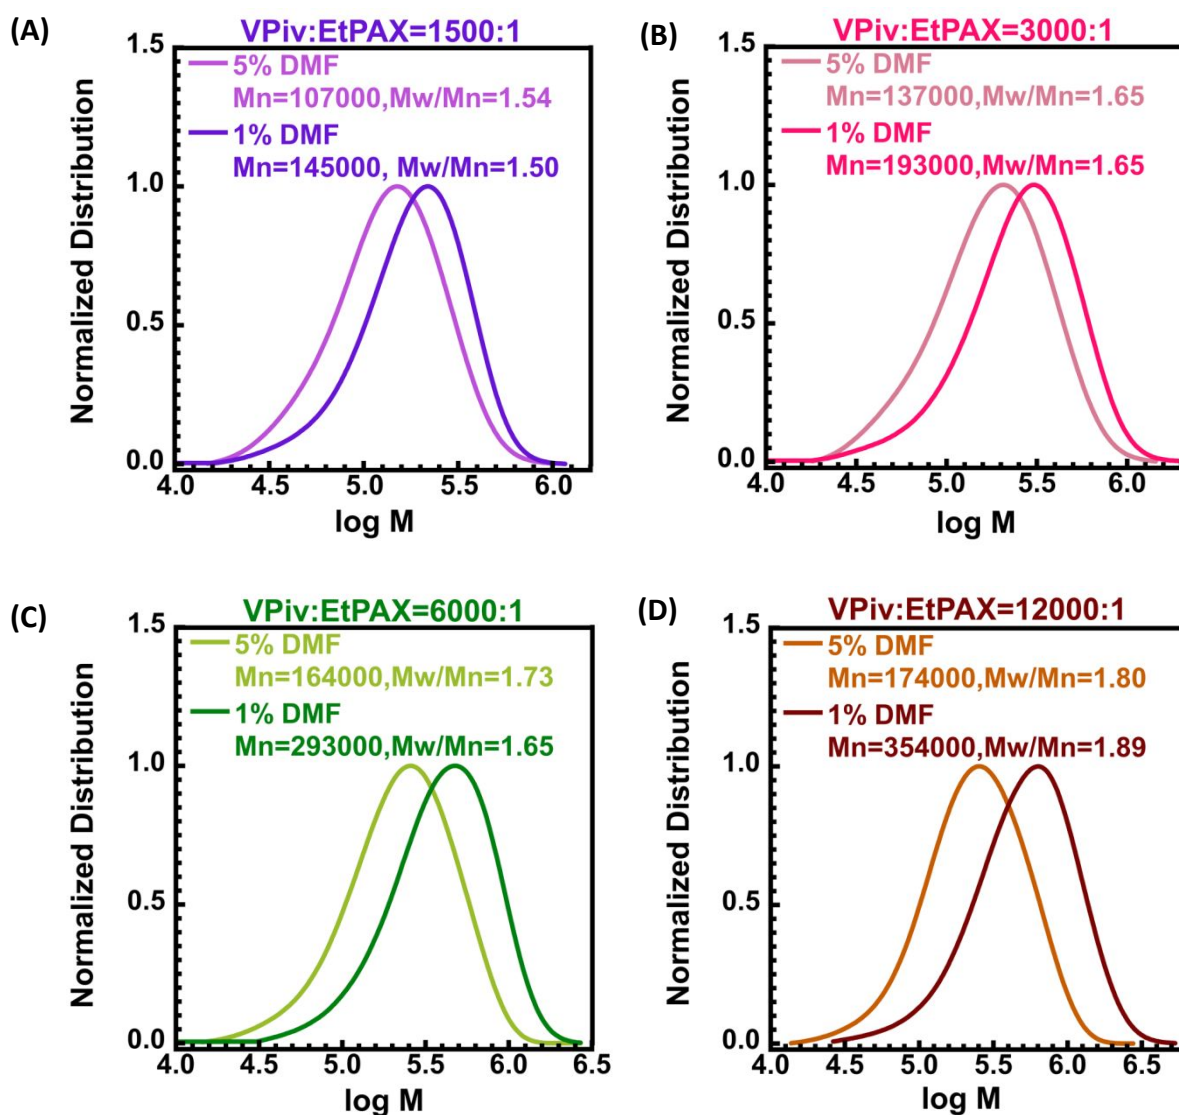 (A)
VPiv:EtPAX=1500:1
1.5
5% DMF
Mn=107000,Mw/Mn=1.54
1% DMF
Mn=145000, Mw/Mn=1.50
1.0
Normalized Distribution
0.5
0.0
4.0 4.5 5.0 5.5 6.0
log M
(B)
VPiv:EtPAX=3000:1
1.5
5% DMF
Mn=137000,Mw/Mn=1.65
1% DMF
Mn=193000,Mw/Mn=1.65
1.0
Normalized Distribution
0.5
0.0
4.0 4.5 5.0 5.5 6.0
log M
(C)
VPiv:EtPAX=6000:1
1.5
5% DMF
Mn=164000,Mw/Mn=1.73
1% DMF
Mn=293000,Mw/Mn=1.65
1.0
Normalized Distribution
0.5
0.0
4.0 4.5 5.0 5.5 6.0 6.5
log M
(D)
VPiv:EtPAX=12000:1
1.5
5% DMF
Mn=174000,Mw/Mn=1.80
1% DMF
Mn=354000,Mw/Mn=1.89
1.0
Normalized Distribution
0.5
0.0
4.0 4.5 5.0 5.5 6.0 6.5
log M